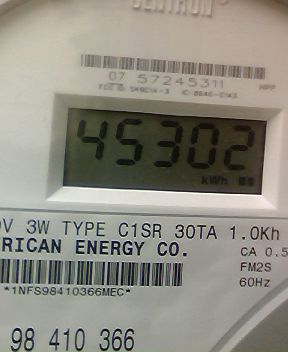 CENTRON®
07 57245311
45302
kWh
V 3W TYPE C1SR 30TA 1.0Kh
RICAN ENERGY CO.
CA 0.5
FM2S
60Hz
*1NFS98410366MEC*
98 410 366